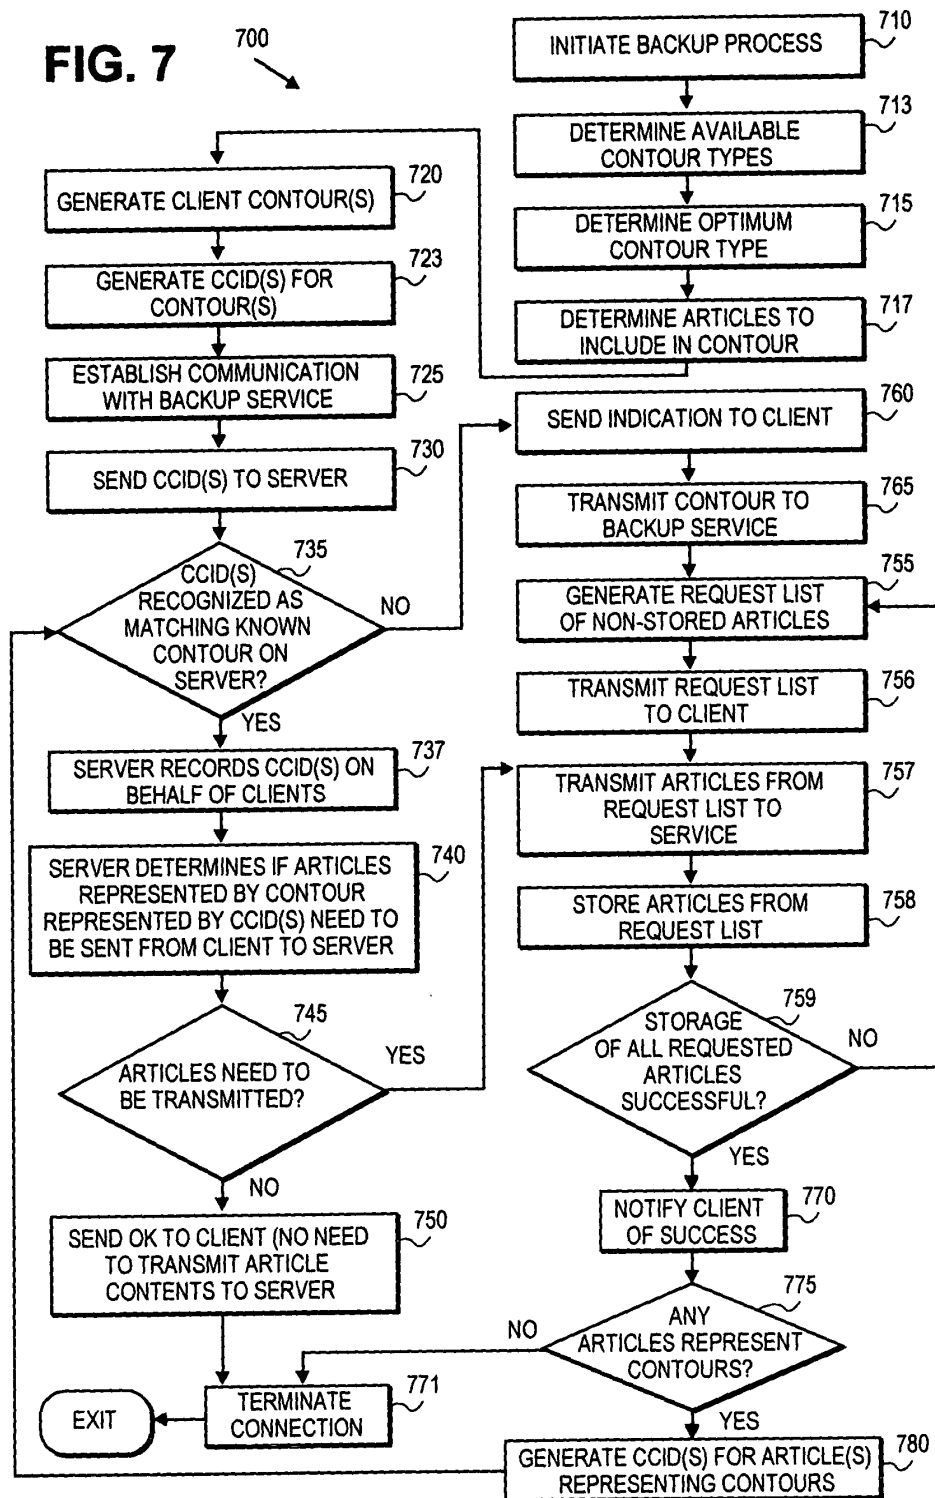 FIG. 7
700
INITIATE BACKUP PROCESS
710
DETERMINE AVAILABLE
CONTOUR TYPES
713
DETERMINE OPTIMUM
CONTOUR TYPE
715
DETERMINE ARTICLES TO
INCLUDE IN CONTOUR
717
GENERATE CLIENT CONTOUR(S)
720
GENERATE CCID(S) FOR
CONTOUR(S)
723
ESTABLISH COMMUNICATION
WITH BACKUP SERVICE
725
SEND CCID(S) TO SERVER
730
CCID(S)
RECOGNIZED AS
MATCHING KNOWN
CONTOUR ON
SERVER?
735
NO
YES
SERVER RECORDS CCID(S) ON
BEHALF OF CLIENTS
737
SERVER DETERMINES IF ARTICLES
REPRESENTED BY CONTOUR
REPRESENTED BY CCID(S) NEED TO
BE SENT FROM CLIENT TO SERVER
740
ARTICLES NEED TO
BE TRANSMITTED?
745
YES
NO
SEND OK TO CLIENT (NO NEED
TO TRANSMIT ARTICLE
CONTENTS TO SERVER
750
SEND INDICATION TO CLIENT
760
TRANSMIT CONTOUR TO
BACKUP SERVICE
765
GENERATE REQUEST LIST
OF NON-STORED ARTICLES
755
TRANSMIT REQUEST LIST
TO CLIENT
756
TRANSMIT ARTICLES FROM
REQUEST LIST TO
SERVICE
757
STORE ARTICLES FROM
REQUEST LIST
758
STORAGE
OF ALL REQUESTED
ARTICLES
SUCCESSFUL?
759
NO
YES
NOTIFY CLIENT
OF SUCCESS
770
ANY
ARTICLES REPRESENT
CONTOURS?
775
NO
YES
TERMINATE
CONNECTION
771
EXIT
GENERATE CCID(S) FOR ARTICLE(S)
REPRESENTING CONTOURS
780